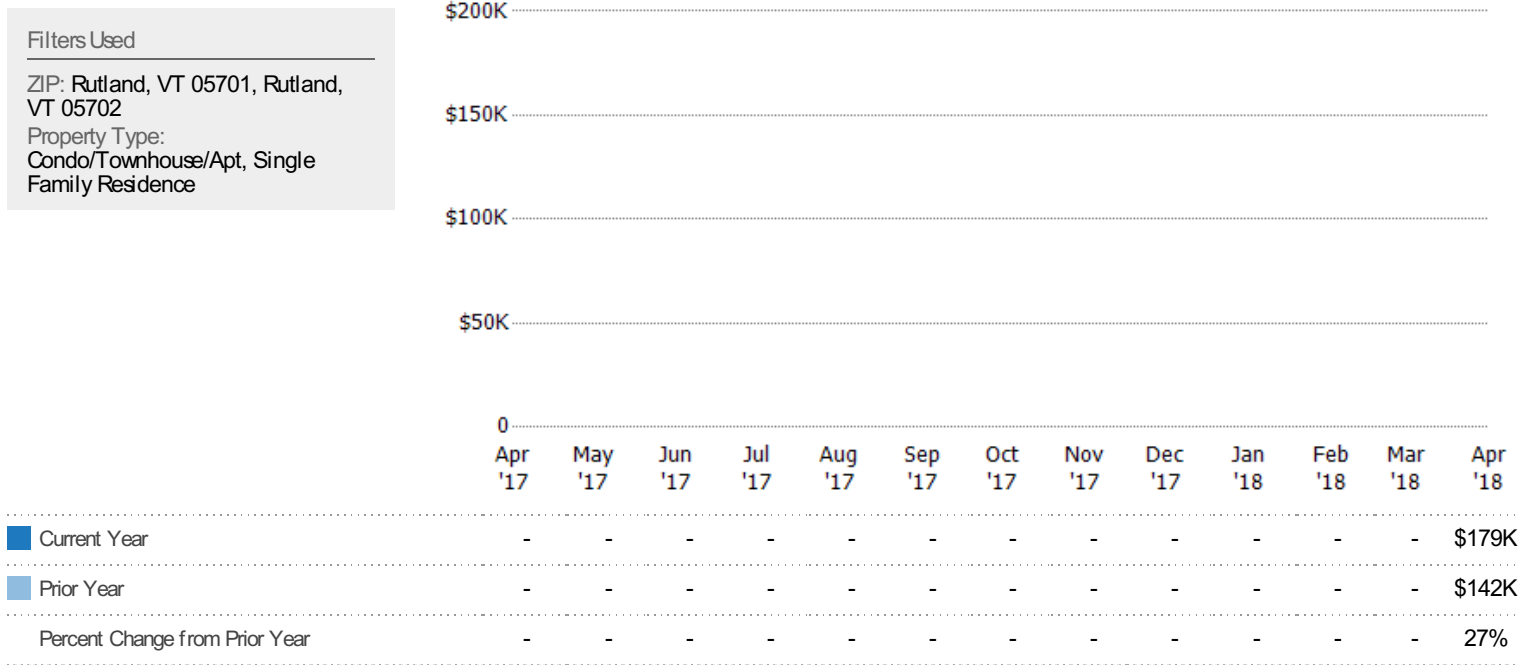 Filters Used
ZIP: Rutland, VT 05701, Rutland,
VT 05702
Property Type:
Condo/Townhouse/Apt, Single
Family Residence
$200K
$150K
$100K
$50K
0
Apr '17 May '17 Jun '17 Jul '17 Aug '17 Sep '17 Oct '17 Nov '17 Dec '17 Jan '18 Feb '18 Mar '18 Apr '18
Current Year - - - - - - - - - - - - $179K
Prior Year - - - - - - - - - - - - $142K
Percent Change from Prior Year - - - - - - - - - - - - 27%